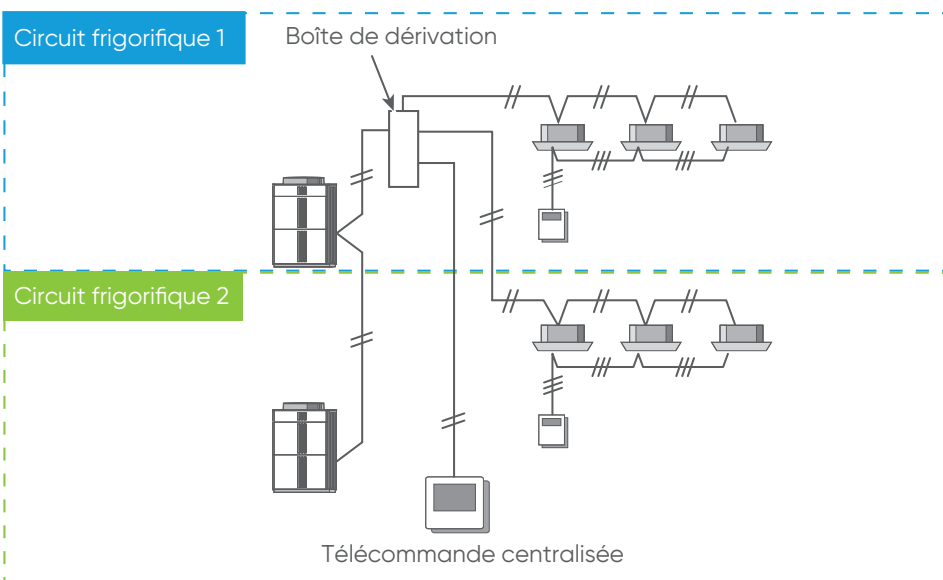 Circuit frigorifique 1
Boîte de dérivation
Circuit frigorifique 2
Télécommande centralisée